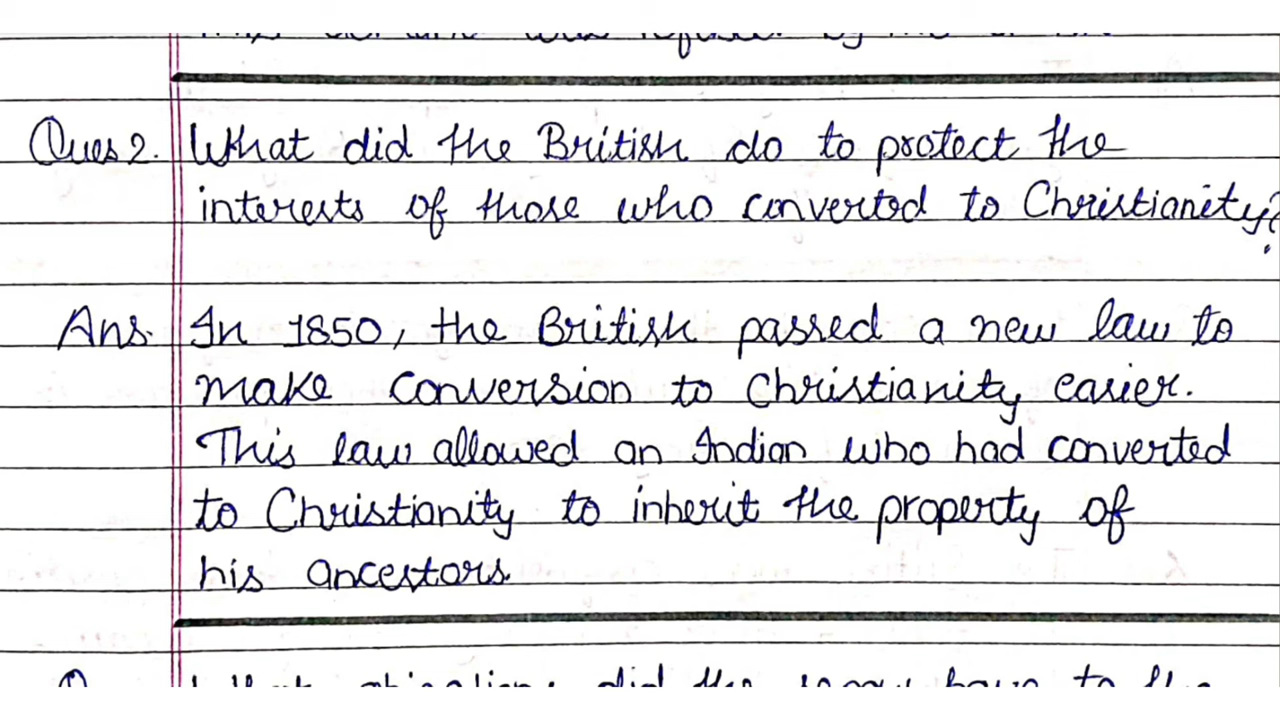 Ques 2. What did the British do to protect the
interests of those who converted to Christianity?
Ans. In 1850, the British passed a new law to
make conversion to Christianity easier.
This law allowed an Indian who had converted
to Christianity to inherit the property of
his ancestors.
did the